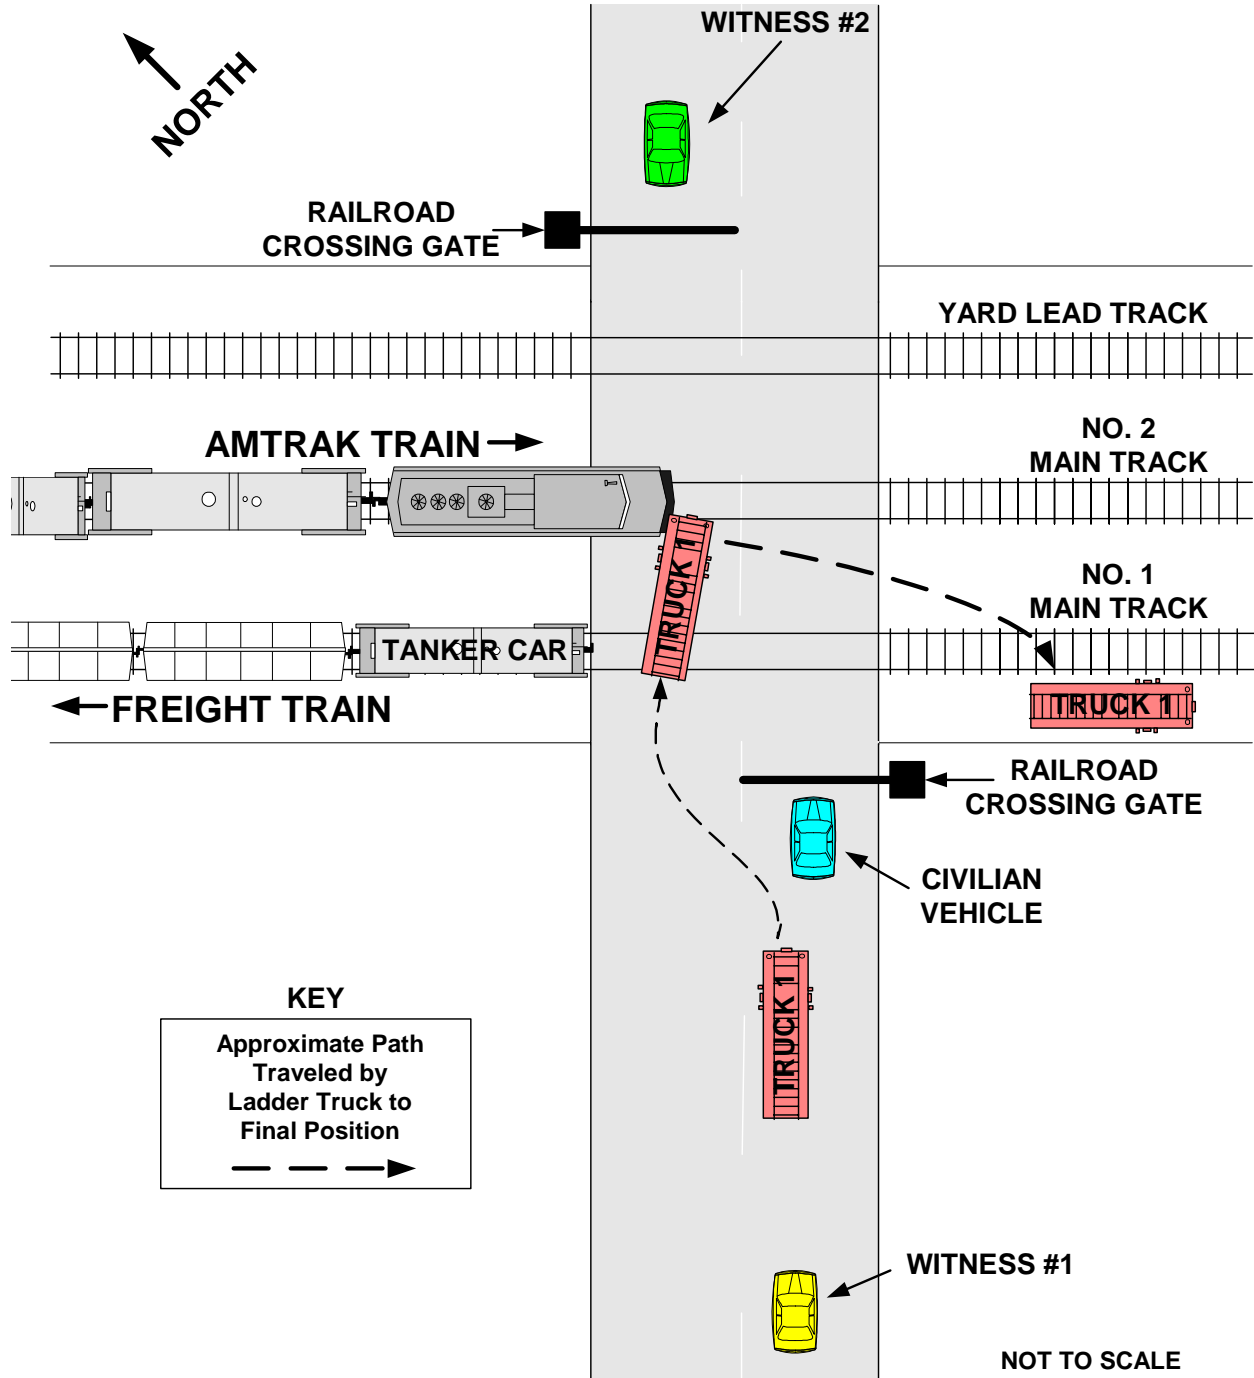 WITNESS #2
NORTH
RAILROAD
CROSSING GATE
YARD LEAD TRACK
AMTRAK TRAIN
NO. 2
MAIN TRACK
TRUCK 1
NO. 1
MAIN TRACK
TANKER CAR
FREIGHT TRAIN
TRUCK 1
RAILROAD
CROSSING GATE
CIVILIAN
VEHICLE
TRUCK 1
KEY
Approximate Path
Traveled by
Ladder Truck to
Final Position
WITNESS #1
NOT TO SCALE